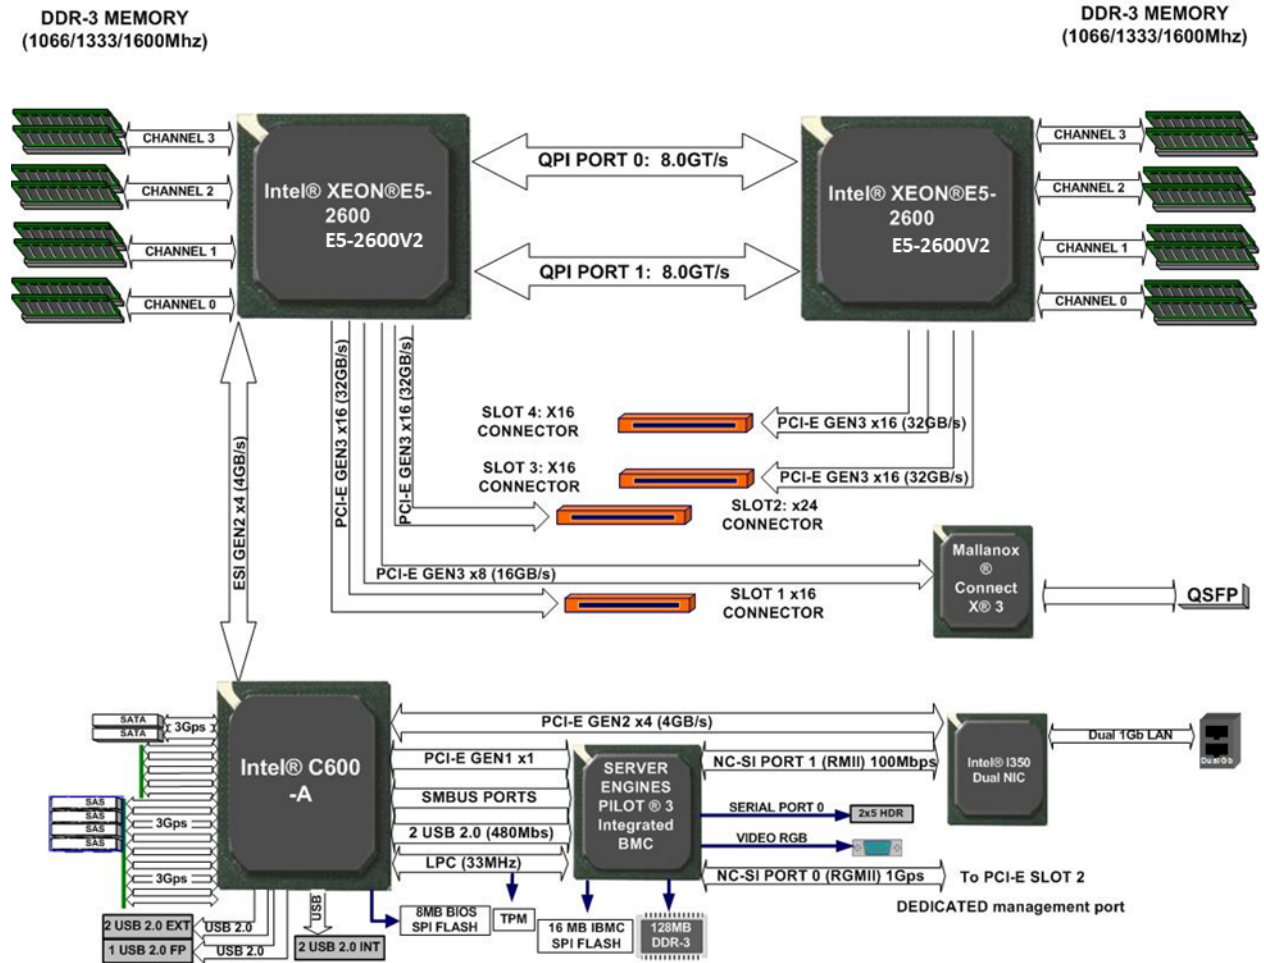 DDR-3 MEMORY
(1066/1333/1600Mhz)
DDR-3 MEMORY
(1066/1333/1600Mhz)
CHANNEL 3
CHANNEL 2
CHANNEL 1
CHANNEL 0
Intel® XEON®E5-
2600
E5-2600V2
QPI PORT 0: 8.0GT/s
QPI PORT 1: 8.0GT/s
Intel® XEON®E5-
2600
E5-2600V2
CHANNEL 3
CHANNEL 2
CHANNEL 1
CHANNEL 0
ESI GEN2 x4 (4GB/s)
PCI-E GEN3 x16 (32GB/s)
PCI-E GEN3 x16 (32GB/s)
SLOT 4: X16
CONNECTOR
PCI-E GEN3 x16 (32GB/s)
SLOT 3: X16
CONNECTOR
PCI-E GEN3 x16 (32GB/s)
SLOT2: x24
CONNECTOR
PCI-E GEN3 x8 (16GB/s)
SLOT 1 x16
CONNECTOR
Mallanox
®
Connect
X® 3
QSFP
SATA
SATA
3Gps
SAS
SAS
SAS
SAS
3Gps
3Gps
Intel® C600
-A
PCI-E GEN2 x4 (4GB/s)
PCI-E GEN1 x1
SMBUS PORTS
2 USB 2.0 (480Mbs)
LPC (33MHz)
SERVER
ENGINES
PILOT ® 3
Integrated
BMC
NC-SI PORT 1 (RMII) 100Mbps
Intel® I350
Dual NIC
Dual 1Gb LAN
Dual Gb
SERIAL PORT 0
2x5 HDR
VIDEO RGB
NC-SI PORT 0 (RGMII) 1Gps
To PCI-E SLOT 2
DEDICATED management port
2 USB 2.0 EXT
USB 2.0
1 USB 2.0 FP
USB 2.0
USB
2 USB 2.0 INT
8MB BIOS
SPI FLASH
TPM
16 MB IBMC
SPI FLASH
128MB
DDR-3